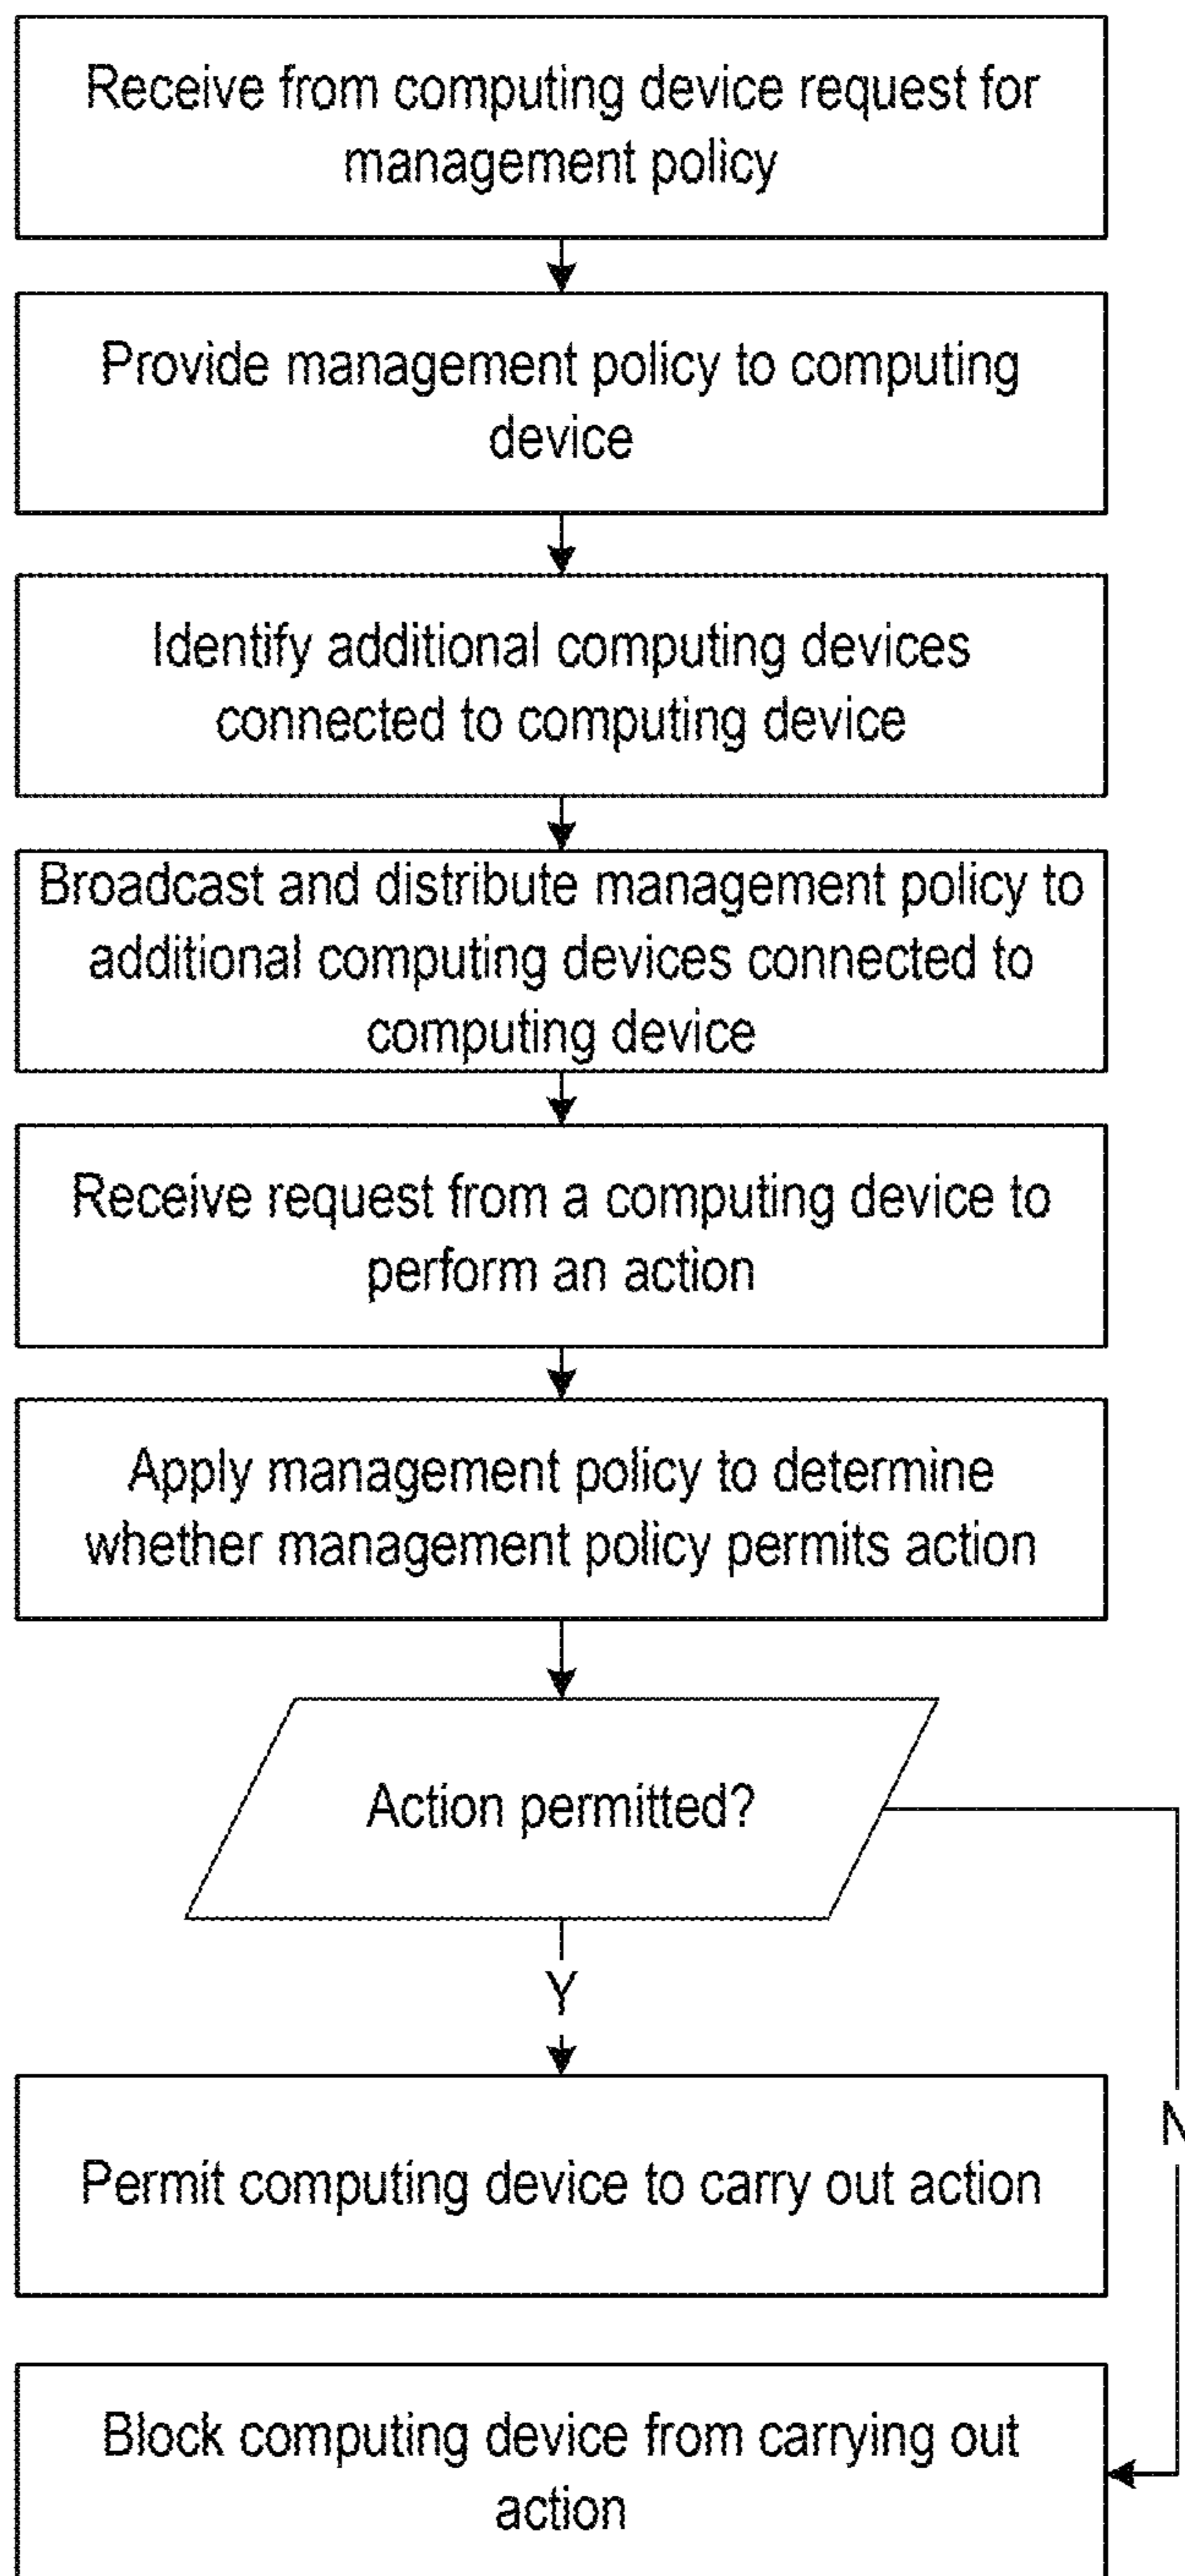 Receive from computing device request for
management policy
Provide management policy to computing
device
Identify additional computing devices
connected to computing device
Broadcast and distribute management policy to
additional computing devices connected to
computing device
Receive request from a computing device to
perform an action
Apply management policy to determine
whether management policy permits action
Action permitted?
Y
N
Permit computing device to carry out action
Block computing device from carrying out
action